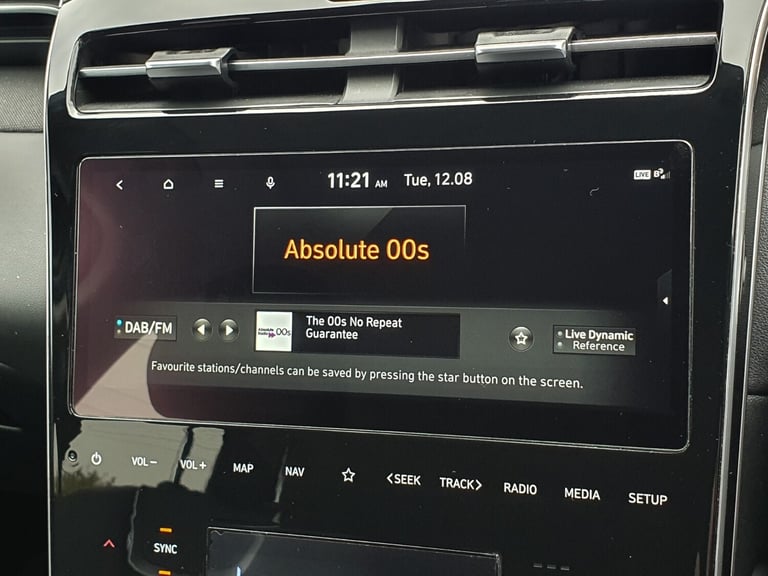 11:21 AM Tue, 12.08 LIVE
Absolute 00s
DAB/FM
Absolute Radio 00s
The 00s No Repeat
Guarantee
Live Dynamic
Reference
Favourite stations/channels can be saved by pressing the star button on the screen.
VOL− VOL+ MAP NAV <SEEK TRACK> RADIO MEDIA SETUP
SYNC